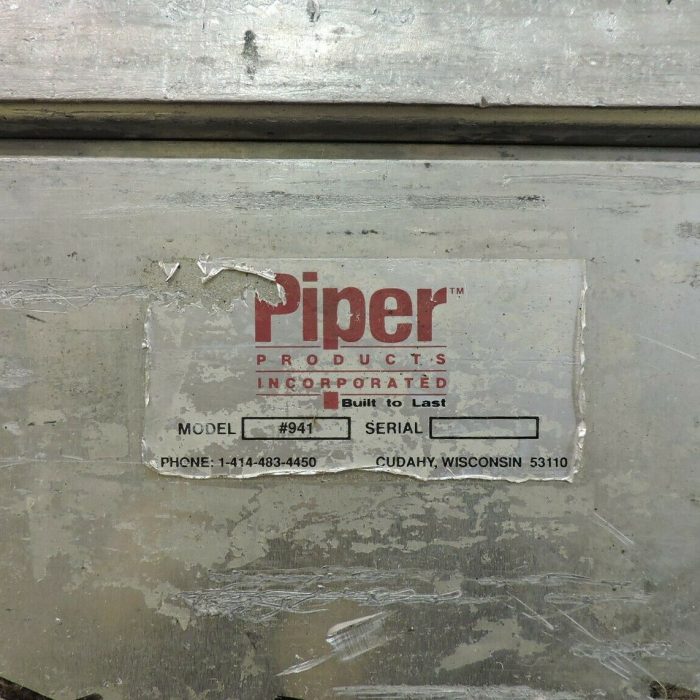 Piper™
PRODUCTS
INCORPORATED
Built to Last
MODEL #941 SERIAL
PHONE: 1-414-483-4450 CUDAHY, WISCONSIN 53110